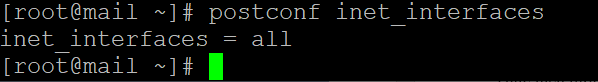 [root@mail ~]# postconf inet_interfaces
inet_interfaces = all
[root@mail ~]#